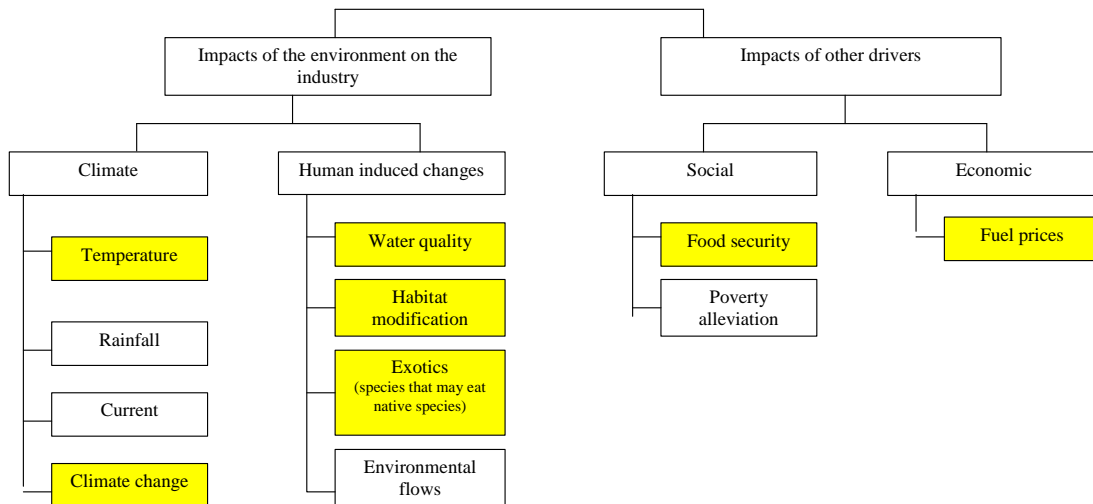 Impacts of the environment on the
industry
Impacts of other drivers
Climate
Human induced changes
Social
Economic
Temperature
Rainfall
Current
Climate change
Water quality
Habitat
modification
Exotics
(species that may eat
native species)
Environmental
flows
Food security
Poverty
alleviation
Fuel prices